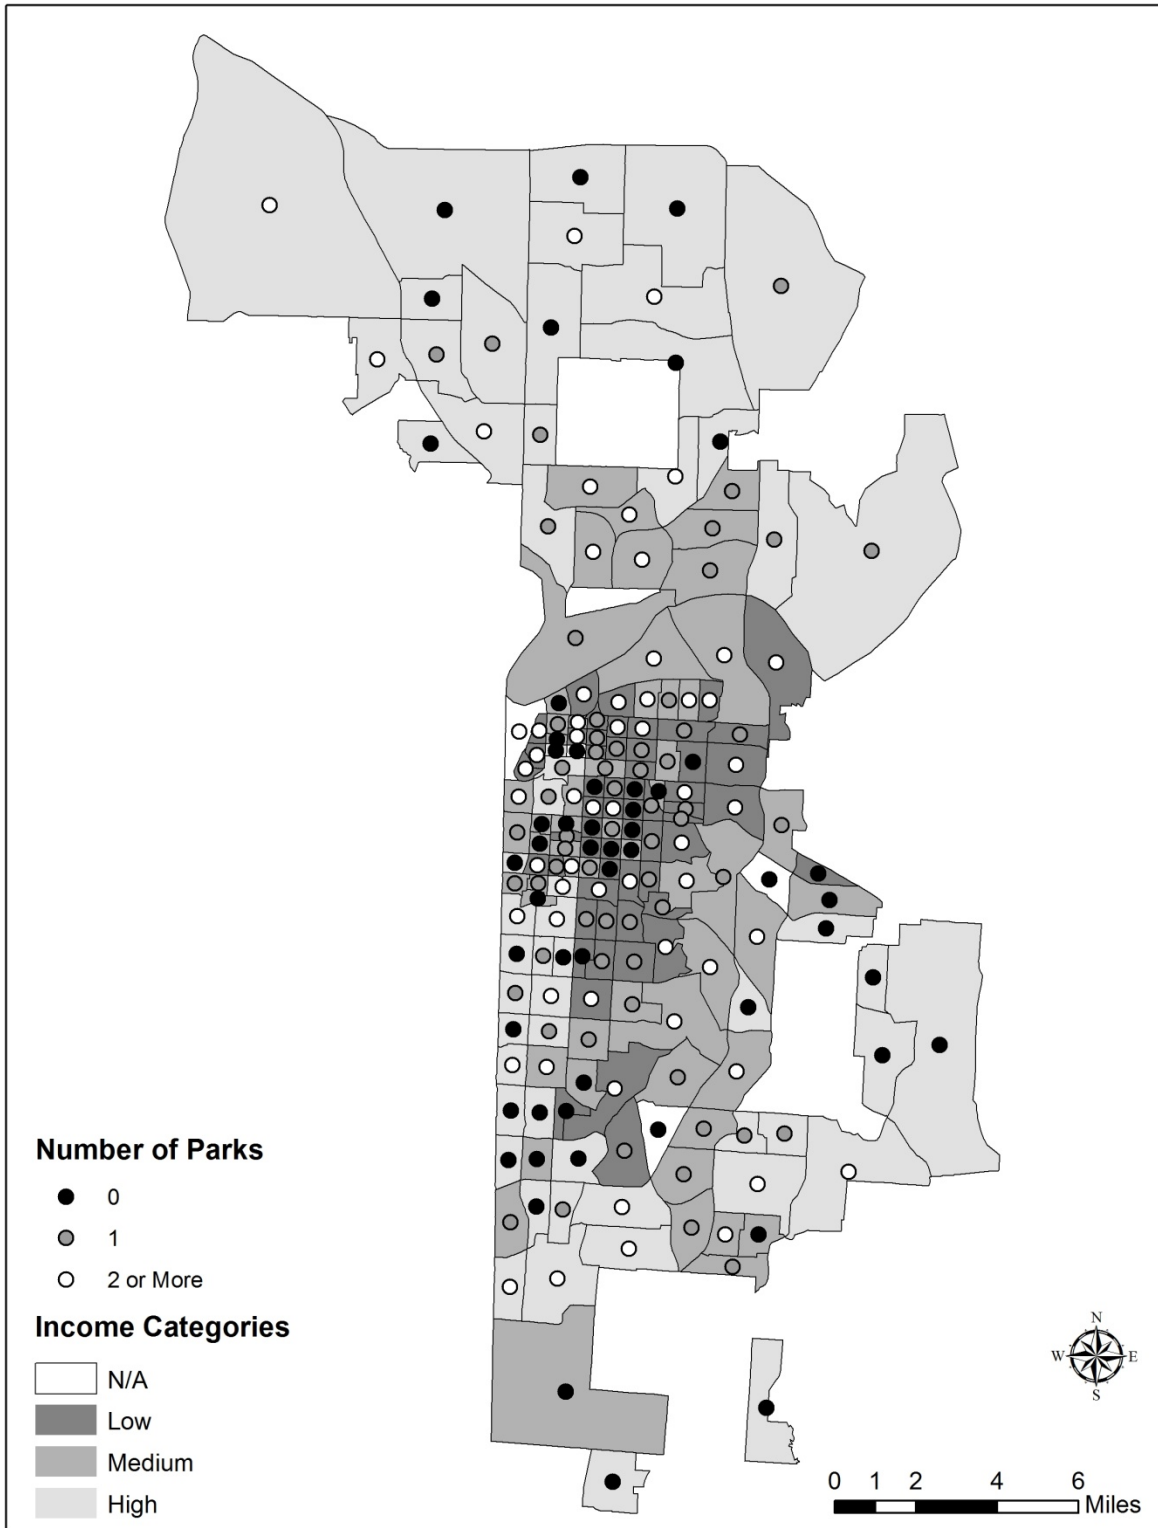 Number of Parks
0
1
2 or More
Income Categories
N/A
Low
Medium
High
N
W E
S
0 1 2 4 6
Miles